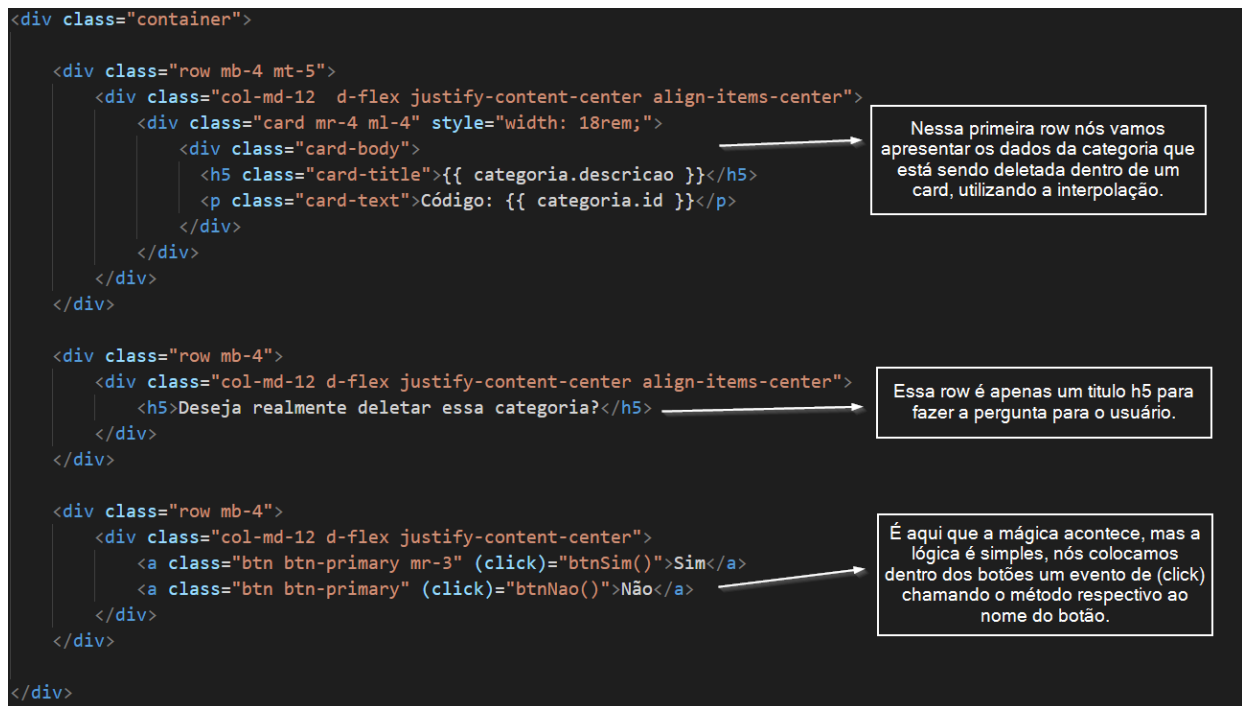 <div class="container">
<div class="row mb-4 mt-5">
<div class="col-md-12  d-flex justify-content-center align-items-center">
<div class="card mr-4 ml-4" style="width: 18rem;">
<div class="card-body">
<h5 class="card-title">{{ categoria.descricao }}</h5>
<p class="card-text">Código: {{ categoria.id }}</p>
</div>
</div>
</div>
</div>
Nessa primeira row nós vamos
apresentar os dados da categoria que
está sendo deletada dentro de um
card, utilizando a interpolação.
<div class="row mb-4">
<div class="col-md-12 d-flex justify-content-center align-items-center">
<h5>Deseja realmente deletar essa categoria?</h5>
</div>
</div>
Essa row é apenas um titulo h5 para
fazer a pergunta para o usuário.
<div class="row mb-4">
<div class="col-md-12 d-flex justify-content-center">
<a class="btn btn-primary mr-3" (click)="btnSim()">Sim</a>
<a class="btn btn-primary" (click)="btnNao()">Não</a>
</div>
</div>
É aqui que a mágica acontece, mas a
lógica é simples, nós colocamos
dentro dos botões um evento de (click)
chamando o método respectivo ao
nome do botão.
</div>